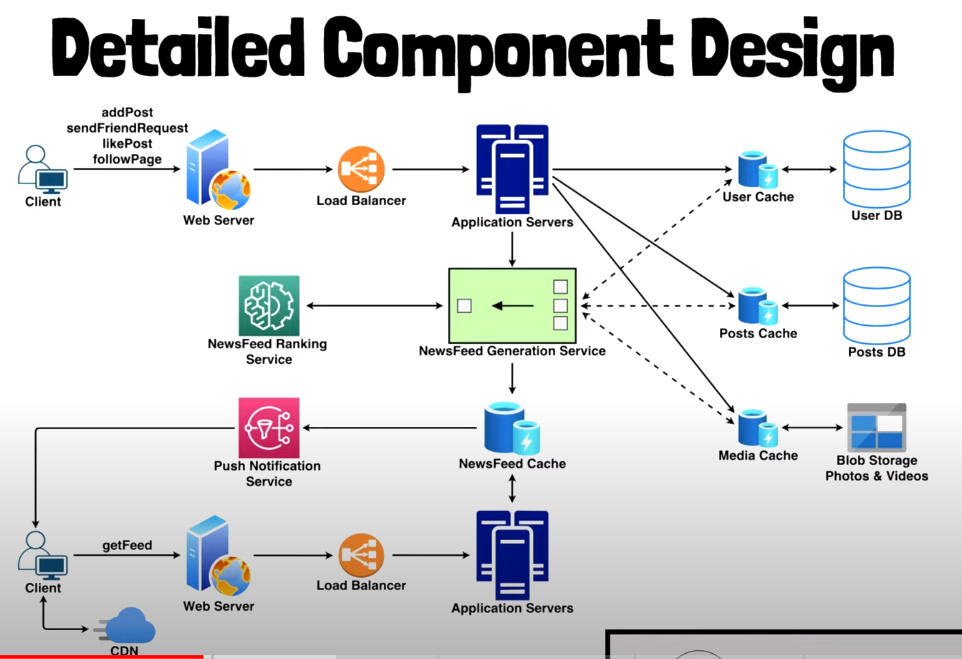 Detailed Component Design
addPost
sendFriendRequest
likePost
followPage
Client
Web Server
Load Balancer
Application Servers
User Cache
User DB
NewsFeed Ranking
Service
NewsFeed Generation Service
Posts Cache
Posts DB
Push Notification
Service
NewsFeed Cache
Media Cache
Blob Storage
Photos & Videos
getFeed
Client
Web Server
Load Balancer
Application Servers
CDN